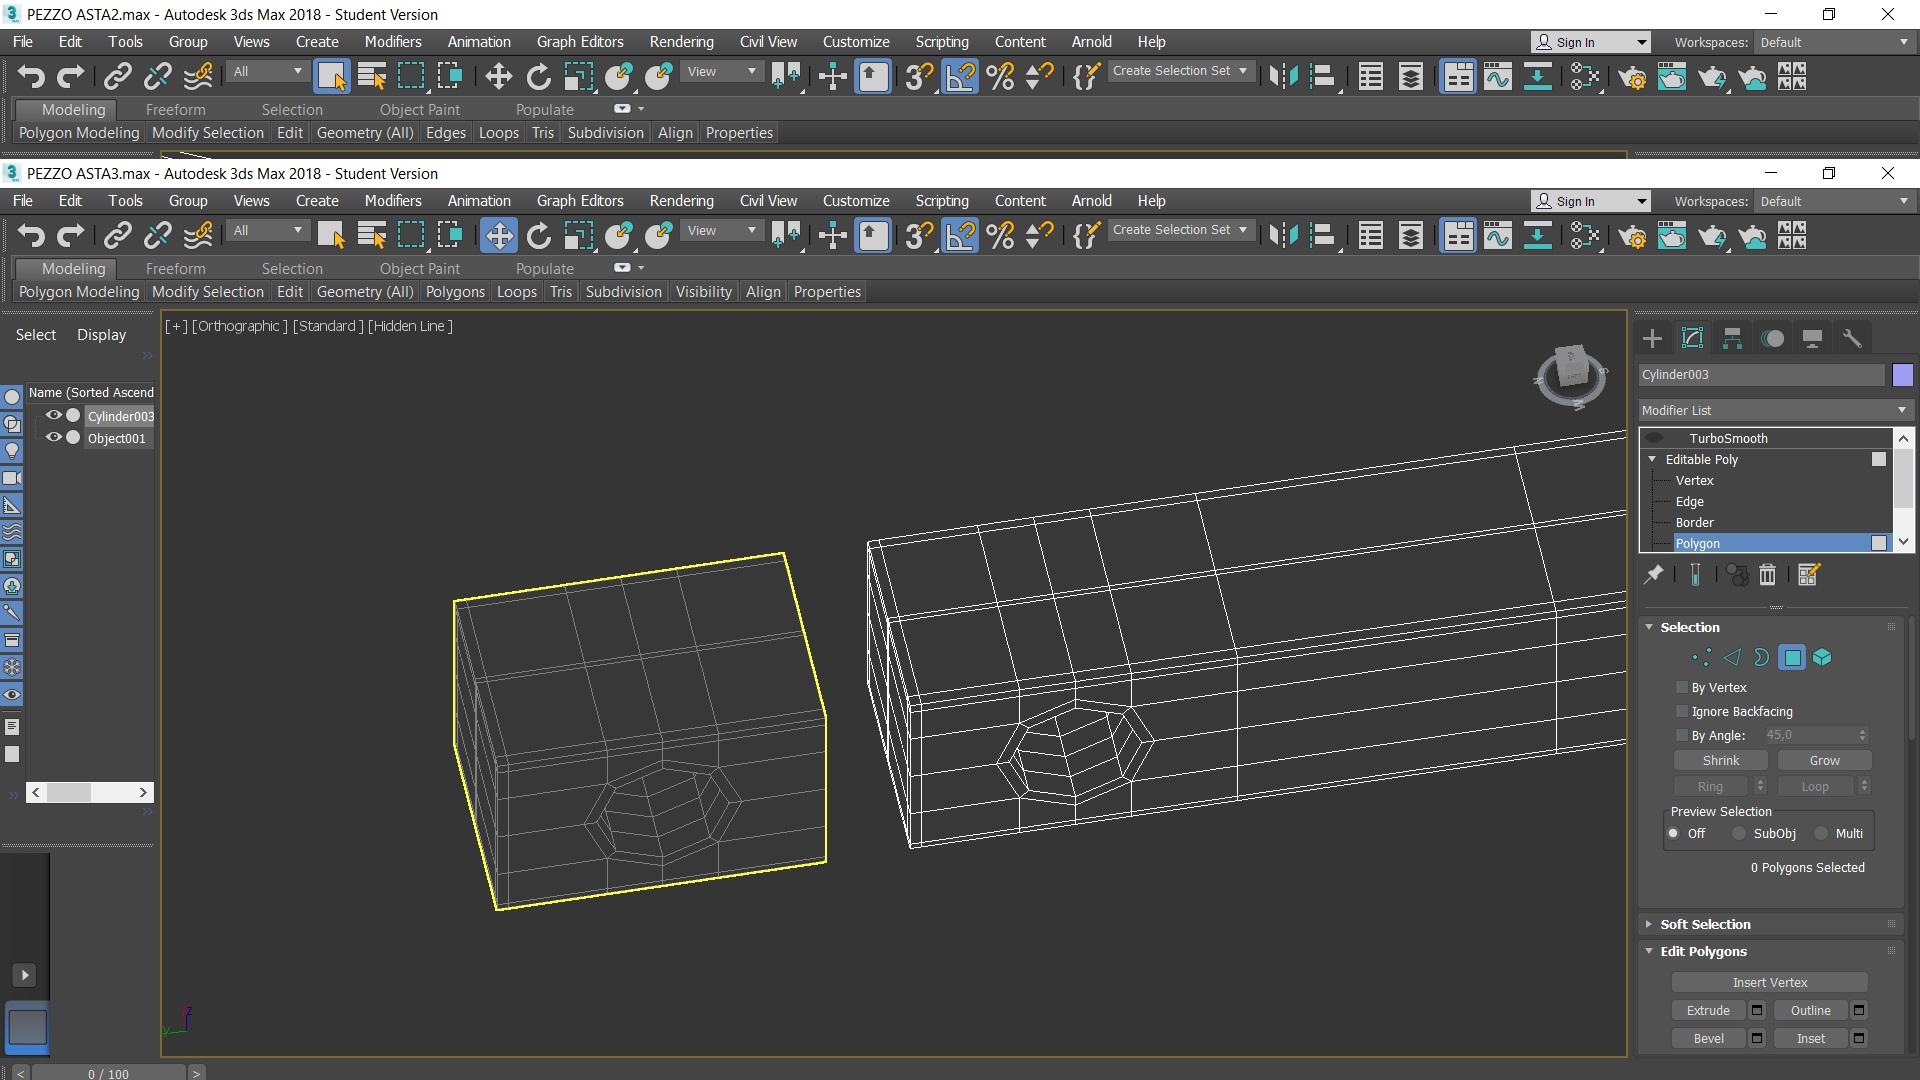 PEZZO ASTA2.max - Autodesk 3ds Max 2018 - Student Version
File Edit Tools Group Views Create Modifiers Animation Graph Editors Rendering Civil View Customize Scripting Content Arnold Help Sign In Workspaces: Default
All View Create Selection Set
Modeling Freeform Selection Object Paint Populate
Polygon Modeling Modify Selection Edit Geometry (All) Edges Loops Tris Subdivision Align Properties
PEZZO ASTA3.max - Autodesk 3ds Max 2018 - Student Version
File Edit Tools Group Views Create Modifiers Animation Graph Editors Rendering Civil View Customize Scripting Content Arnold Help Sign In Workspaces: Default
All View Create Selection Set
Modeling Freeform Selection Object Paint Populate
Polygon Modeling Modify Selection Edit Geometry (All) Polygons Loops Tris Subdivision Visibility Align Properties
[+] [Orthographic ] [Standard ] [Hidden Line ]
Select Display
Name (Sorted Ascend
Cylinder003
Object001
Cylinder003
Modifier List
TurboSmooth
Editable Poly
Vertex
Edge
Border
Polygon
Selection
By Vertex
Ignore Backfacing
By Angle: 45,0
Shrink Grow
Ring Loop
Preview Selection
Off SubObj Multi
0 Polygons Selected
Soft Selection
Edit Polygons
Insert Vertex
Extrude Outline
Bevel Inset
z
y
< 0 / 100 >